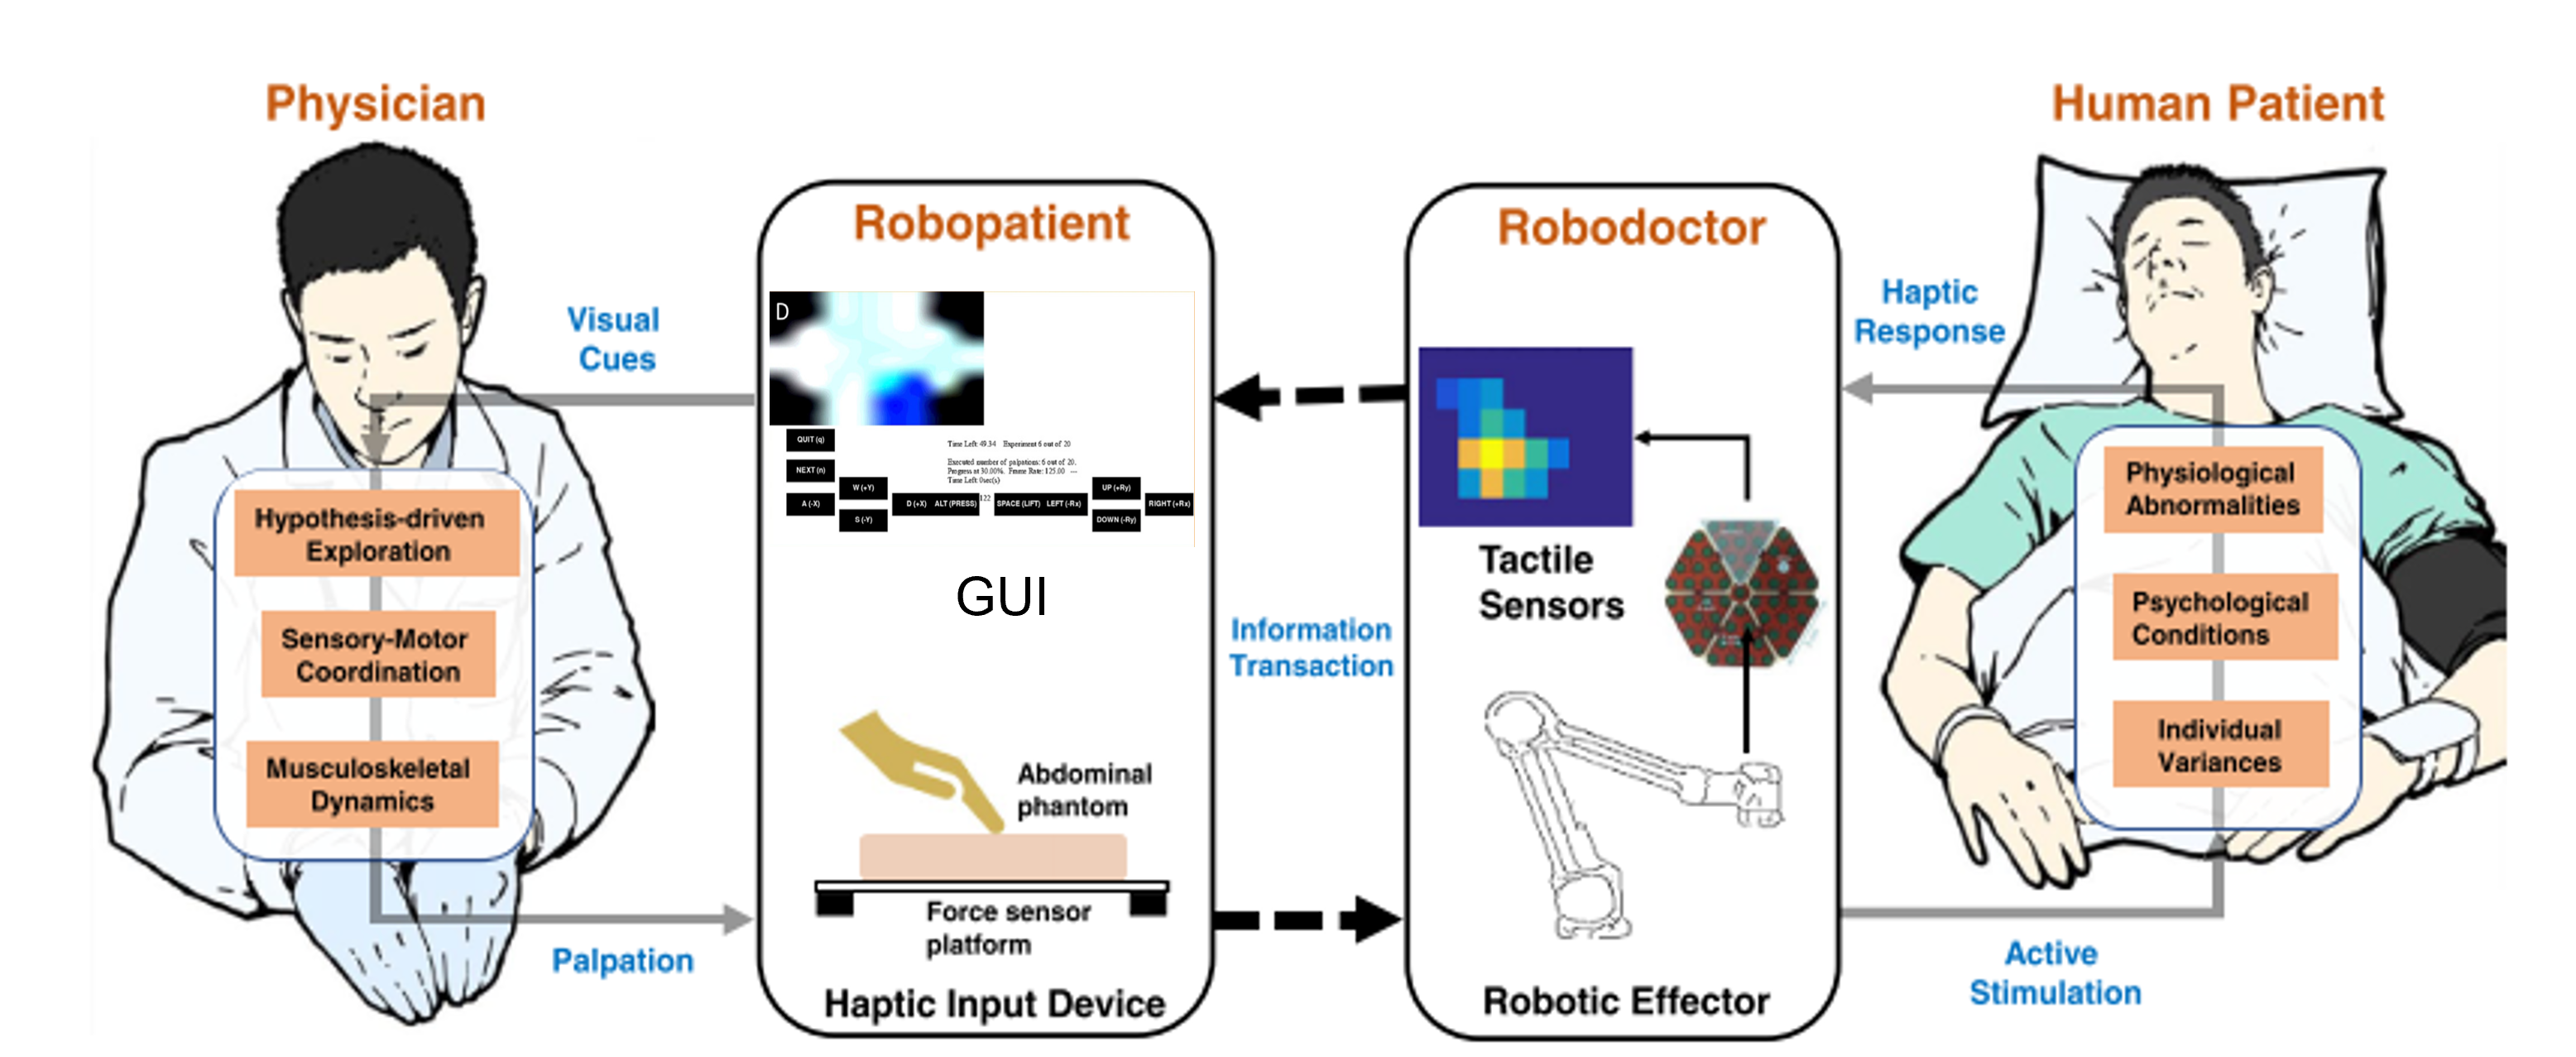 Physician
Human Patient
Robopatient
Robodoctor
Visual
Cues
D
QUIT (q)
NEXT (n)
W (+Y)
A (-X)
S (-Y)
D (+X)
ALT (PRESS)
SPACE (LIFT)
LEFT (-Rx)
UP (+Ry)
DOWN (-Ry)
RIGHT (+Rx)
Time Left 49.34 Experiment 6 out of 20
Executed number of palpations: 6 out of 20.
Progress at 30.00%. Frame Rate: 125.00 ---
Time Left 0sec(s)
122
GUI
Hypothesis-driven
Exploration
Sensory-Motor
Coordination
Musculoskeletal
Dynamics
Palpation
Abdominal
phantom
Force sensor
platform
Haptic Input Device
Information
Transaction
Tactile
Sensors
Robotic Effector
Haptic
Response
Physiological
Abnormalities
Psychological
Conditions
Individual
Variances
Active
Stimulation